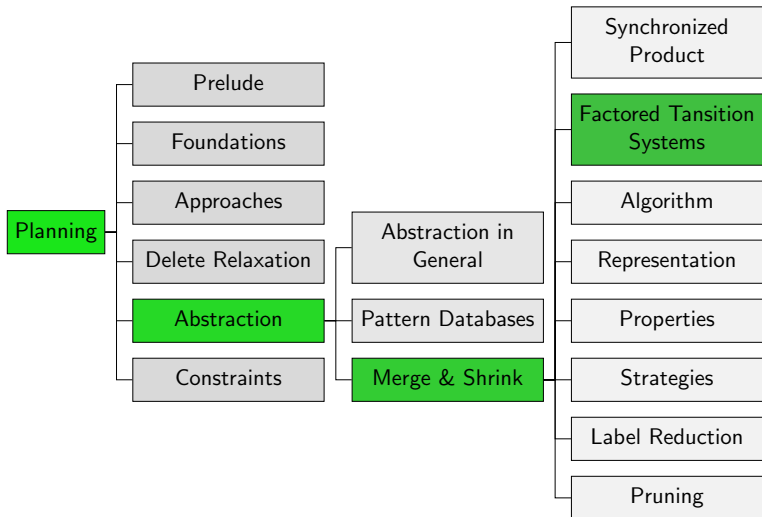 Planning
Prelude
Foundations
Approaches
Delete Relaxation
Abstraction
Constraints
Abstraction in
General
Pattern Databases
Merge & Shrink
Synchronized
Product
Factored Tansition
Systems
Algorithm
Representation
Properties
Strategies
Label Reduction
Pruning